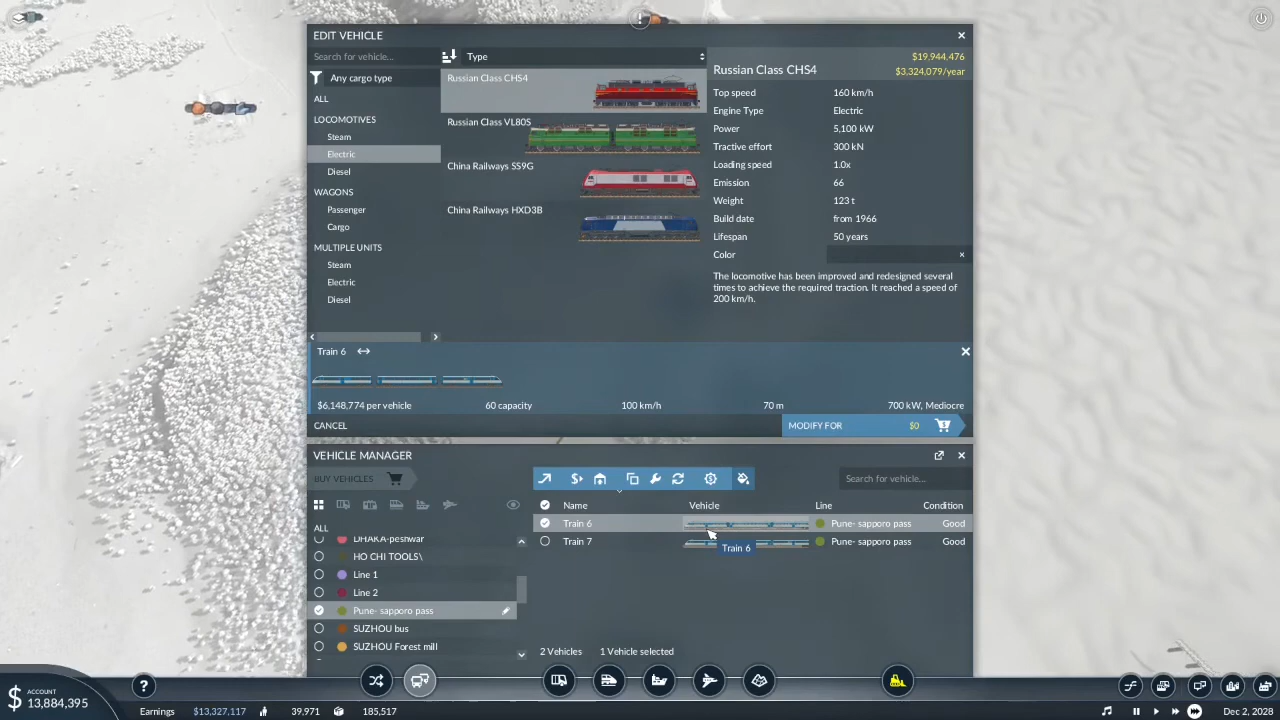 EDIT VEHICLE
Search for vehicle...
Type
Any cargo type
ALL
LOCOMOTIVES
Steam
Electric
Diesel
WAGONS
Passenger
Cargo
MULTIPLE UNITS
Steam
Electric
Diesel
Russian Class CHS4
Russian Class VL80S
China Railways SS9G
China Railways HXD3B
$19,944,476
Russian Class CHS4
$3,324,079/year
Top speed 160 km/h
Engine Type Electric
Power 5,100 kW
Tractive effort 300 kN
Loading speed 1.0x
Emission 66
Weight 123 t
Build date from 1966
Lifespan 50 years
Color
The locomotive has been improved and redesigned several
times to achieve the required traction. It reached a speed of
200 km/h.
Train 6
$6,148,774 per vehicle 60 capacity 100 km/h 70 m 700 kW, Mediocre
CANCEL MODIFY FOR $0
VEHICLE MANAGER
BUY VEHICLES
Search for vehicle...
ALL
DHAKA-peshwar
HO CHI TOOLS\
Line 1
Line 2
Pune- sapporo pass
SUZHOU bus
SUZHOU Forest mill
Name Vehicle Line Condition
Train 6 Pune- sapporo pass Good
Train 7 Pune- sapporo pass Good
Train 6
2 Vehicles 1 Vehicle selected
ACCOUNT
$ 13,884,395
?
Earnings $13,327,117 39,971 185,517
Dec 2, 2028